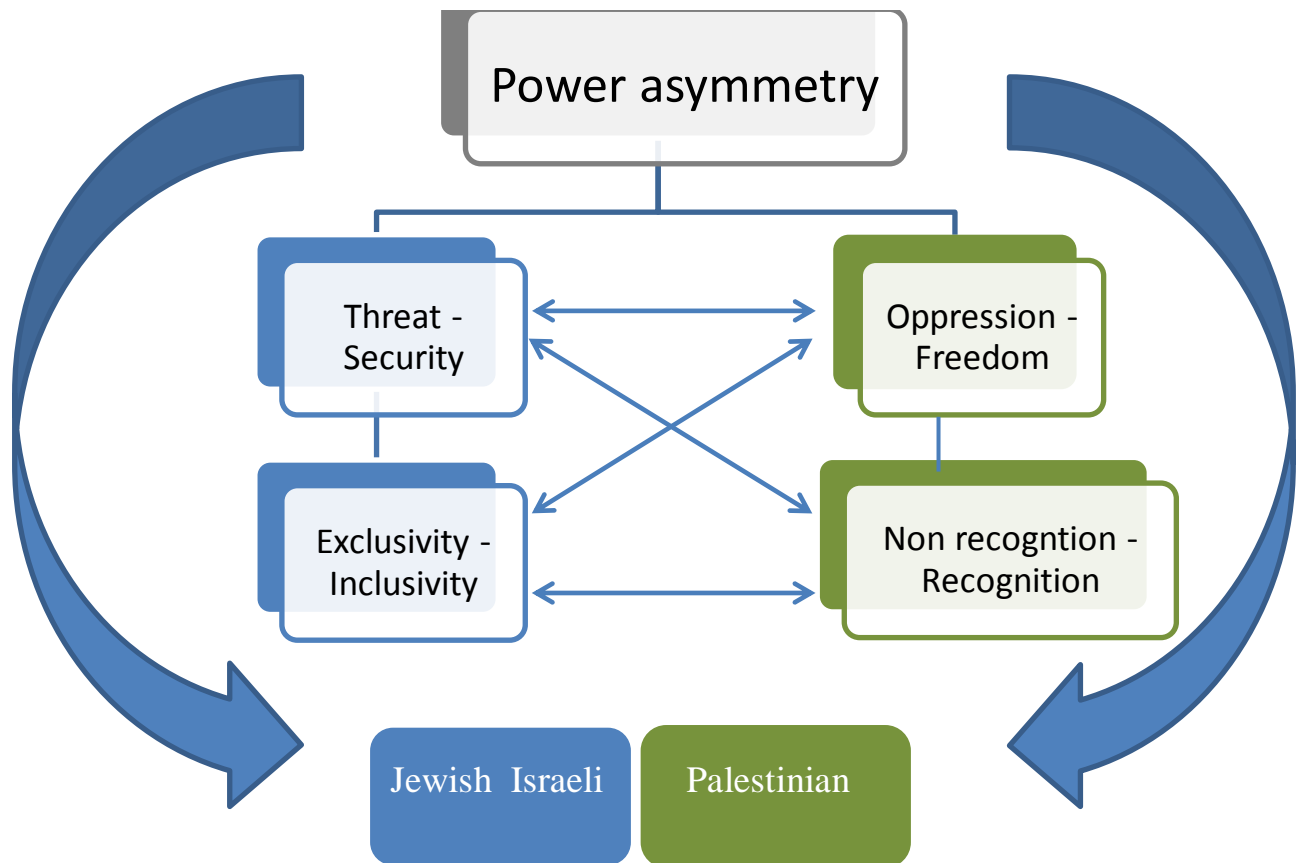 Power asymmetry
Threat -
Security
Oppression -
Freedom
Exclusivity -
Inclusivity
Non recogntion -
Recognition
Jewish Israeli
Palestinian